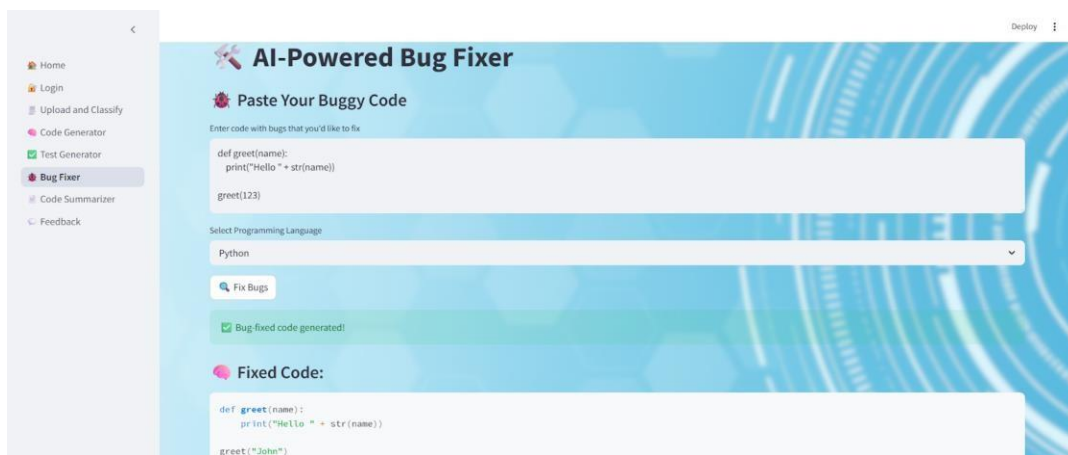 Deploy
Home
Login
Upload and Classify
Code Generator
Test Generator
Bug Fixer
Code Summarizer
Feedback
AI-Powered Bug Fixer
Paste Your Buggy Code
Enter code with bugs that you'd like to fix
def greet(name):
print("Hello " + str(name))
greet(123)
Select Programming Language
Python
Fix Bugs
Bug-fixed code generated!
Fixed Code:
def greet(name):
print("Hello " + str(name))
greet("John")